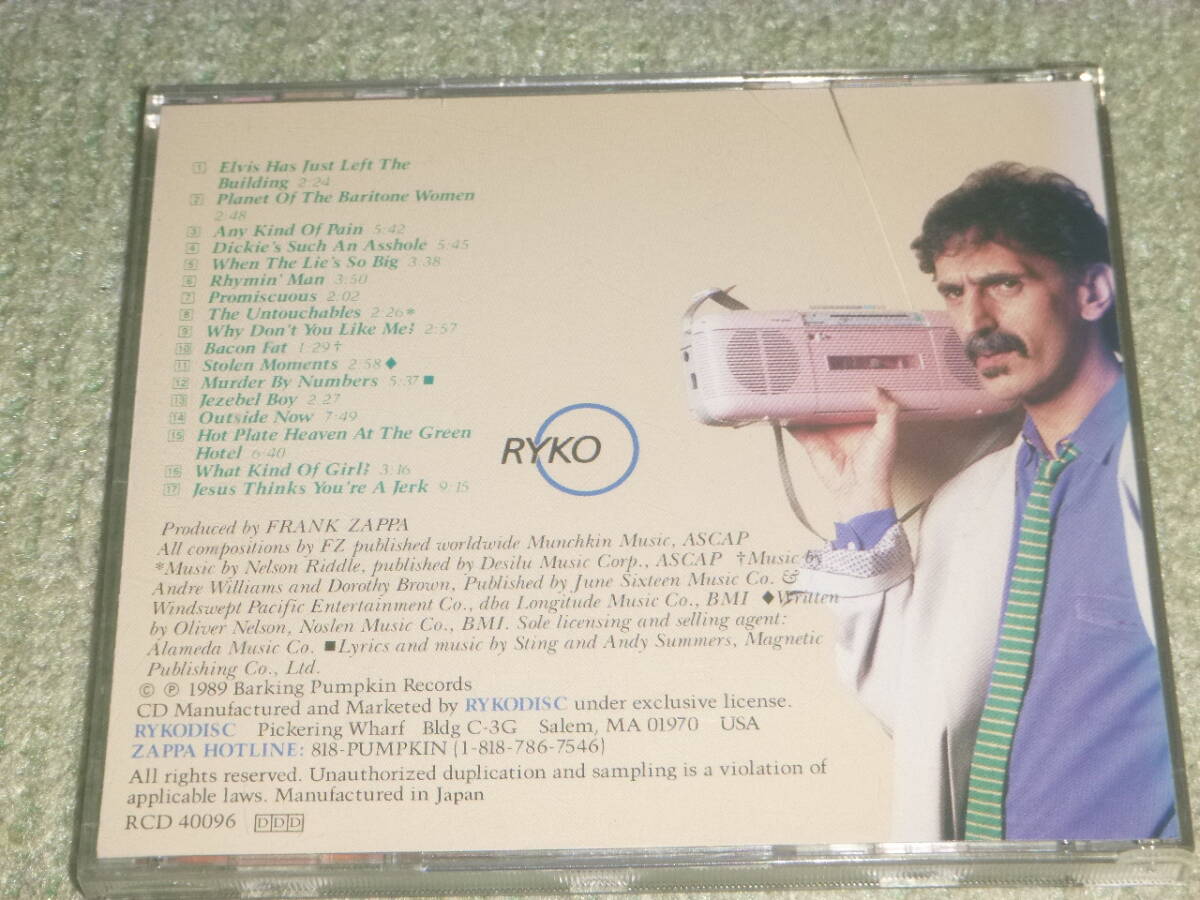 1 Elvis Has Just Left The
Building 2:24
2 Planet Of The Baritone Women
2:48
3 Any Kind Of Pain 5:42
4 Dickie's Such An Asshole 5:45
5 When The Lie's So Big 3:38
6 Rhymin' Man 3:50
7 Promiscuous 2:02
8 The Untouchables 2:26*
9 Why Don't You Like Me? 2:57
10 Bacon Fat 1:29†
11 Stolen Moments 2:58◆
12 Murder By Numbers 5:37■
13 Jezebel Boy 2:27
14 Outside Now 7:49
15 Hot Plate Heaven At The Green
Hotel 6:40
16 What Kind Of Girl? 3:16
17 Jesus Thinks You're A Jerk 9:15
RYKO
Produced by FRANK ZAPPA
All compositions by FZ published worldwide Munchkin Music, ASCAP
*Music by Nelson Riddle, published by Desilu Music Corp., ASCAP †Music by
Andre Williams and Dorothy Brown, Published by June Sixteen Music Co. &
Windswept Pacific Entertainment Co., dba Longitude Music Co., BMI ◆Written
by Oliver Nelson, Noslen Music Co., BMI. Sole licensing and selling agent:
Alameda Music Co. ■Lyrics and music by Sting and Andy Summers, Magnetic
Publishing Co., Ltd.
© ℗ 1989 Barking Pumpkin Records
CD Manufactured and Marketed by RYKODISC under exclusive license.
RYKODISC Pickering Wharf Bldg C-3G Salem, MA 01970 USA
ZAPPA HOTLINE: 818-PUMPKIN (1-818-786-7546)
All rights reserved. Unauthorized duplication and sampling is a violation of
applicable laws. Manufactured in Japan
RCD 40096 DDD